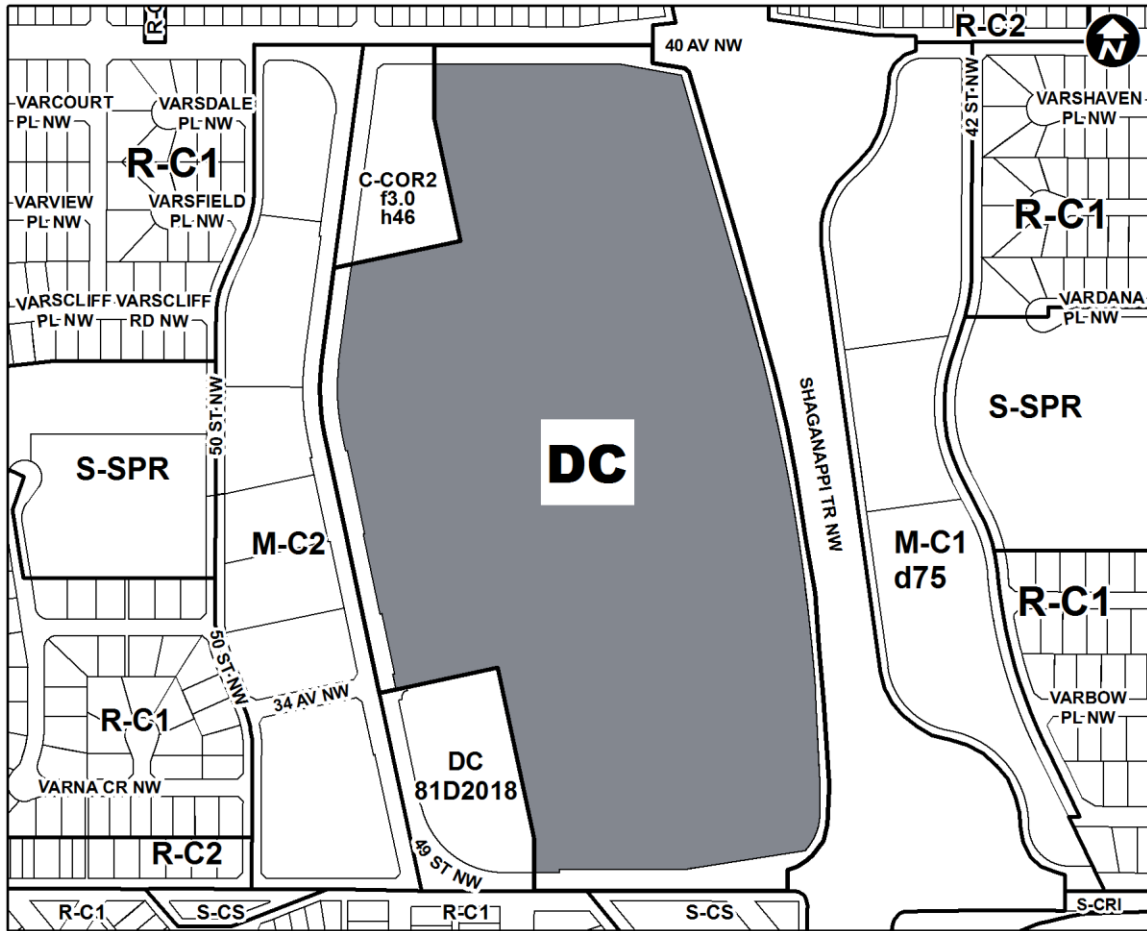 R-C
40 AV NW
R-C2
N
VARCOURT
PL NW
VARSDALE
PL NW
42 ST NW
VARSHAVEN
PL NW
R-C1
C-COR2
f3.0
h46
VARVIEW
PL NW
VARSFIELD
PL NW
R-C1
VARSCLIFF
PL NW
VARSCLIFF
RD NW
VARDANA
PL NW
50 ST NW
SHAGANAPPI TR NW
S-SPR
S-SPR
DC
M-C2
M-C1
d75
R-C1
50 ST NW
34 AV NW
R-C1
VARBOW
PL NW
DC
81D2018
VARNA CR NW
R-C2
49 ST NW
R-C1
S-CS
R-C1
S-CS
S-CRI